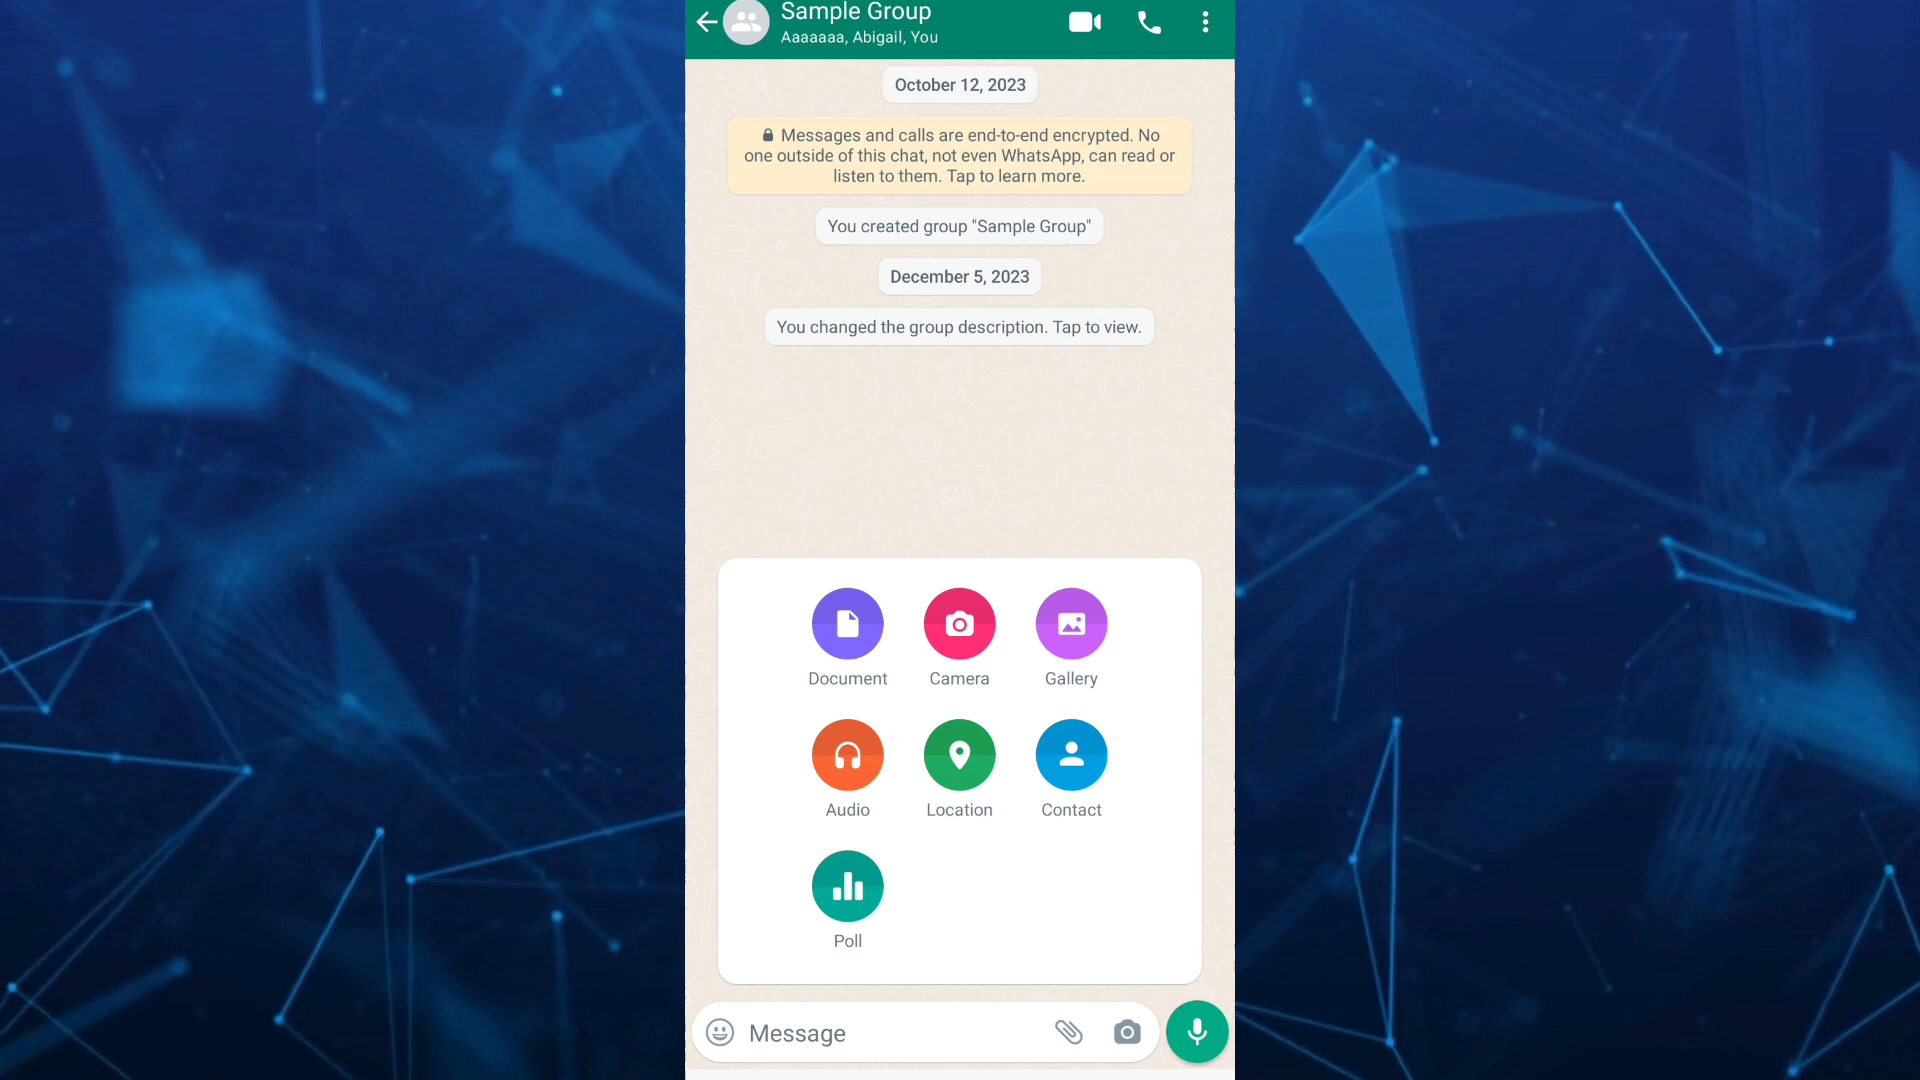 Sample Group
Aaaaaaa, Abigail, You
October 12, 2023
Messages and calls are end-to-end encrypted. No
one outside of this chat, not even WhatsApp, can read or
listen to them. Tap to learn more.
You created group "Sample Group"
December 5, 2023
You changed the group description. Tap to view.
Document Camera Gallery
Audio Location Contact
Poll
Message